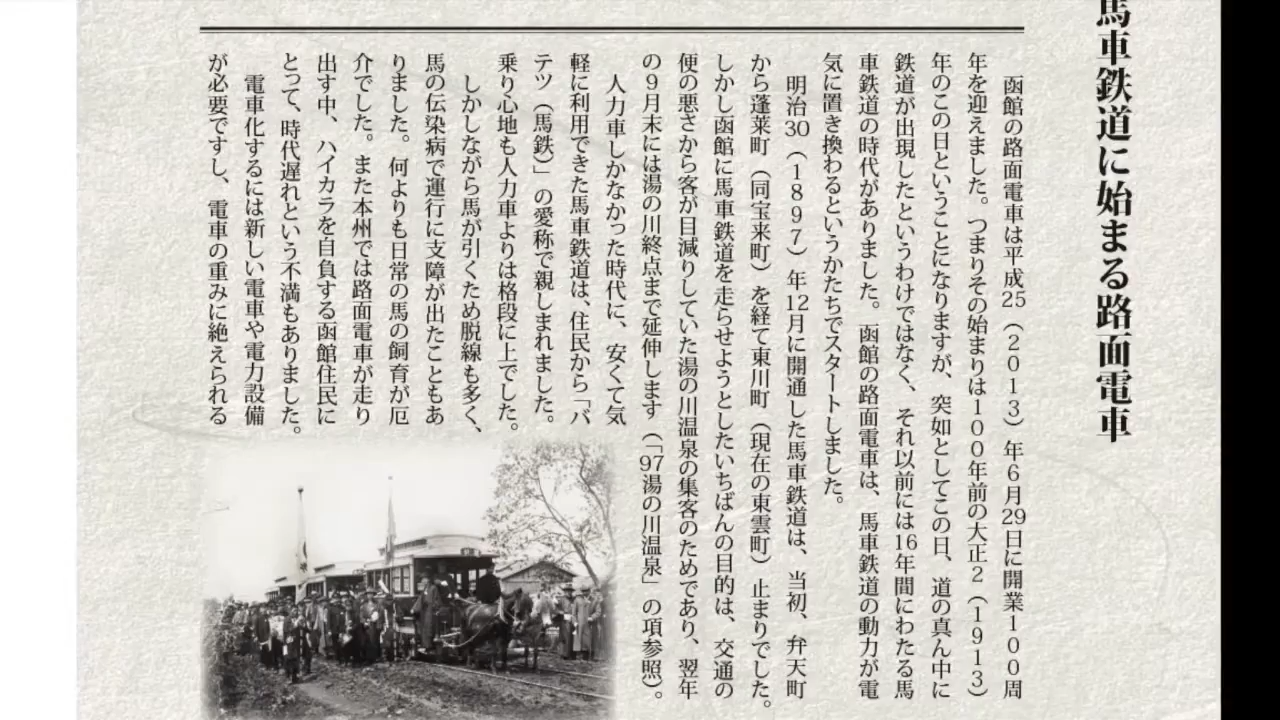 馬車鉄道に始まる路面電車
函館の路面電車は平成25（２０１３）年６月29日に開業１００周
年を迎えました。つまりその始まりは１００年前の大正２（１９１３）
年のこの日ということになりますが、突如としてこの日、道の真ん中に
鉄道が出現したというわけではなく、それ以前には16年間にわたる馬
車鉄道の時代がありました。函館の路面電車は、馬車鉄道の動力が電
気に置き換わるというかたちでスタートしました。
明治30（１８９７）年12月に開通した馬車鉄道は、当初、弁天町
から蓬莱町（同宝来町）を経て東川町（現在の東雲町）止まりでした。
しかし函館に馬車鉄道を走らせようとしたいちばんの目的は、交通の
便の悪さから客が目減りしていた湯の川温泉の集客のためであり、翌年
の９月末には湯の川終点まで延伸します（「97湯の川温泉」の項参照）。
人力車しかなかった時代に、安くて気
軽に利用できた馬車鉄道は、住民から「バ
テツ（馬鉄）」の愛称で親しまれました。
乗り心地も人力車よりは格段に上でした。
しかしながら馬が引くため脱線も多く、
馬の伝染病で運行に支障が出たこともあ
りました。何よりも日常の馬の飼育が厄
介でした。また本州では路面電車が走り
出す中、ハイカラを自負する函館住民に
とって、時代遅れという不満もありました。
電車化するには新しい電車や電力設備
が必要ですし、電車の重みに絶えられる